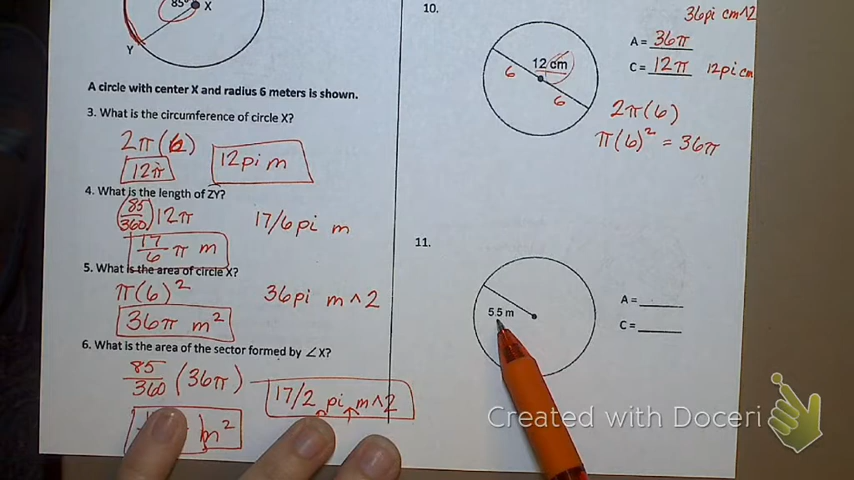 85°
X
Y
A circle with center X and radius 6 meters is shown.
3. What is the circumference of circle X?
2π(6)
12π
12pi m
4. What is the length of ZY?
(85/360)12π
17/6 pi m
17/6 π m
5. What is the area of circle X?
π(6)²
36pi m^2
36π m²
6. What is the area of the sector formed by ∠X?
85/360 (36π)
17/2 pi m^2
m²
10.
36pi cm^2
12 cm
6
6
A = 36π
C = 12π 12pi cm
2π(6)
π(6)² = 36π
11.
5.5 m
A = ______
C = ______
Created with Doceri